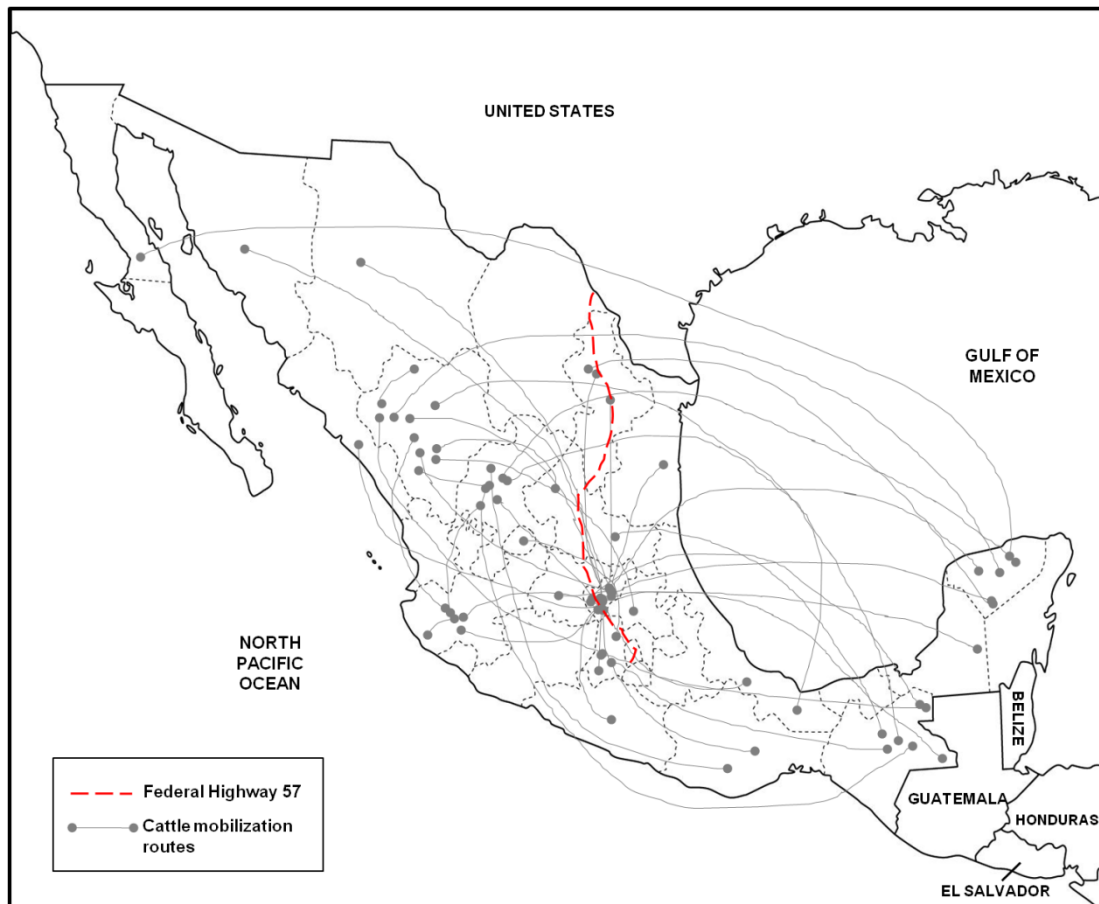 UNITED STATES
GULF OF
MEXICO
NORTH
PACIFIC
OCEAN
BELIZE
GUATEMALA
HONDURAS
EL SALVADOR
Federal Highway 57
Cattle mobilization
routes